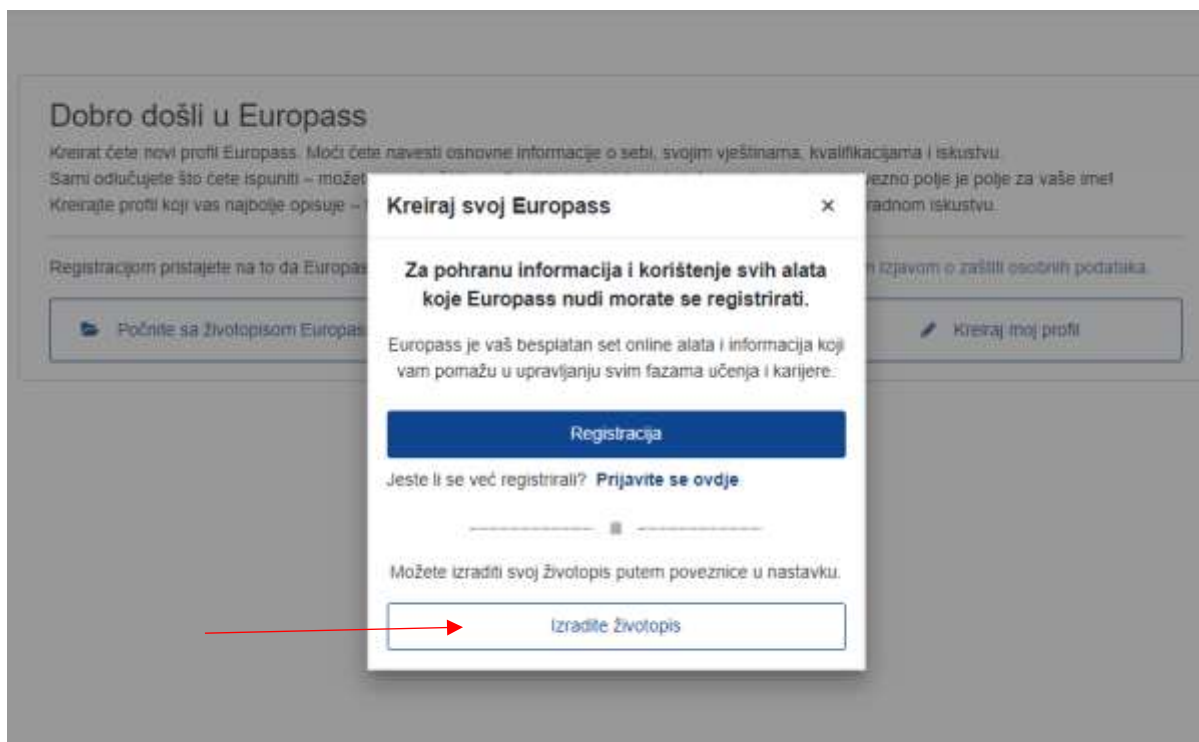 Dobro došli u Europass
Kreirat ćete novi profil Europass. Moći ćete navesti osnovne informacije o sebi, svojim vještinama, kvalifikacijama i iskustvu.
Sami odlučujete što ćete ispuniti – možet vezno polje je polje za vaše ime!
Kreirajte profil koji vas najbolje opisuje – radnom iskustvu.
Registracijom pristajete na to da Europas izjavom o zaštiti osobnih podataka.
Počnite sa životopisom Europas
Kreiraj moj profil
Kreiraj svoj Europass ×
Za pohranu informacija i korištenje svih alata
koje Europass nudi morate se registrirati.
Europass je vaš besplatan set online alata i informacija koji
vam pomažu u upravljanju svim fazama učenja i karijere.
Registracija
Jeste li se već registrirali? Prijavite se ovdje
Možete izraditi svoj životopis putem poveznice u nastavku.
Izradite životopis